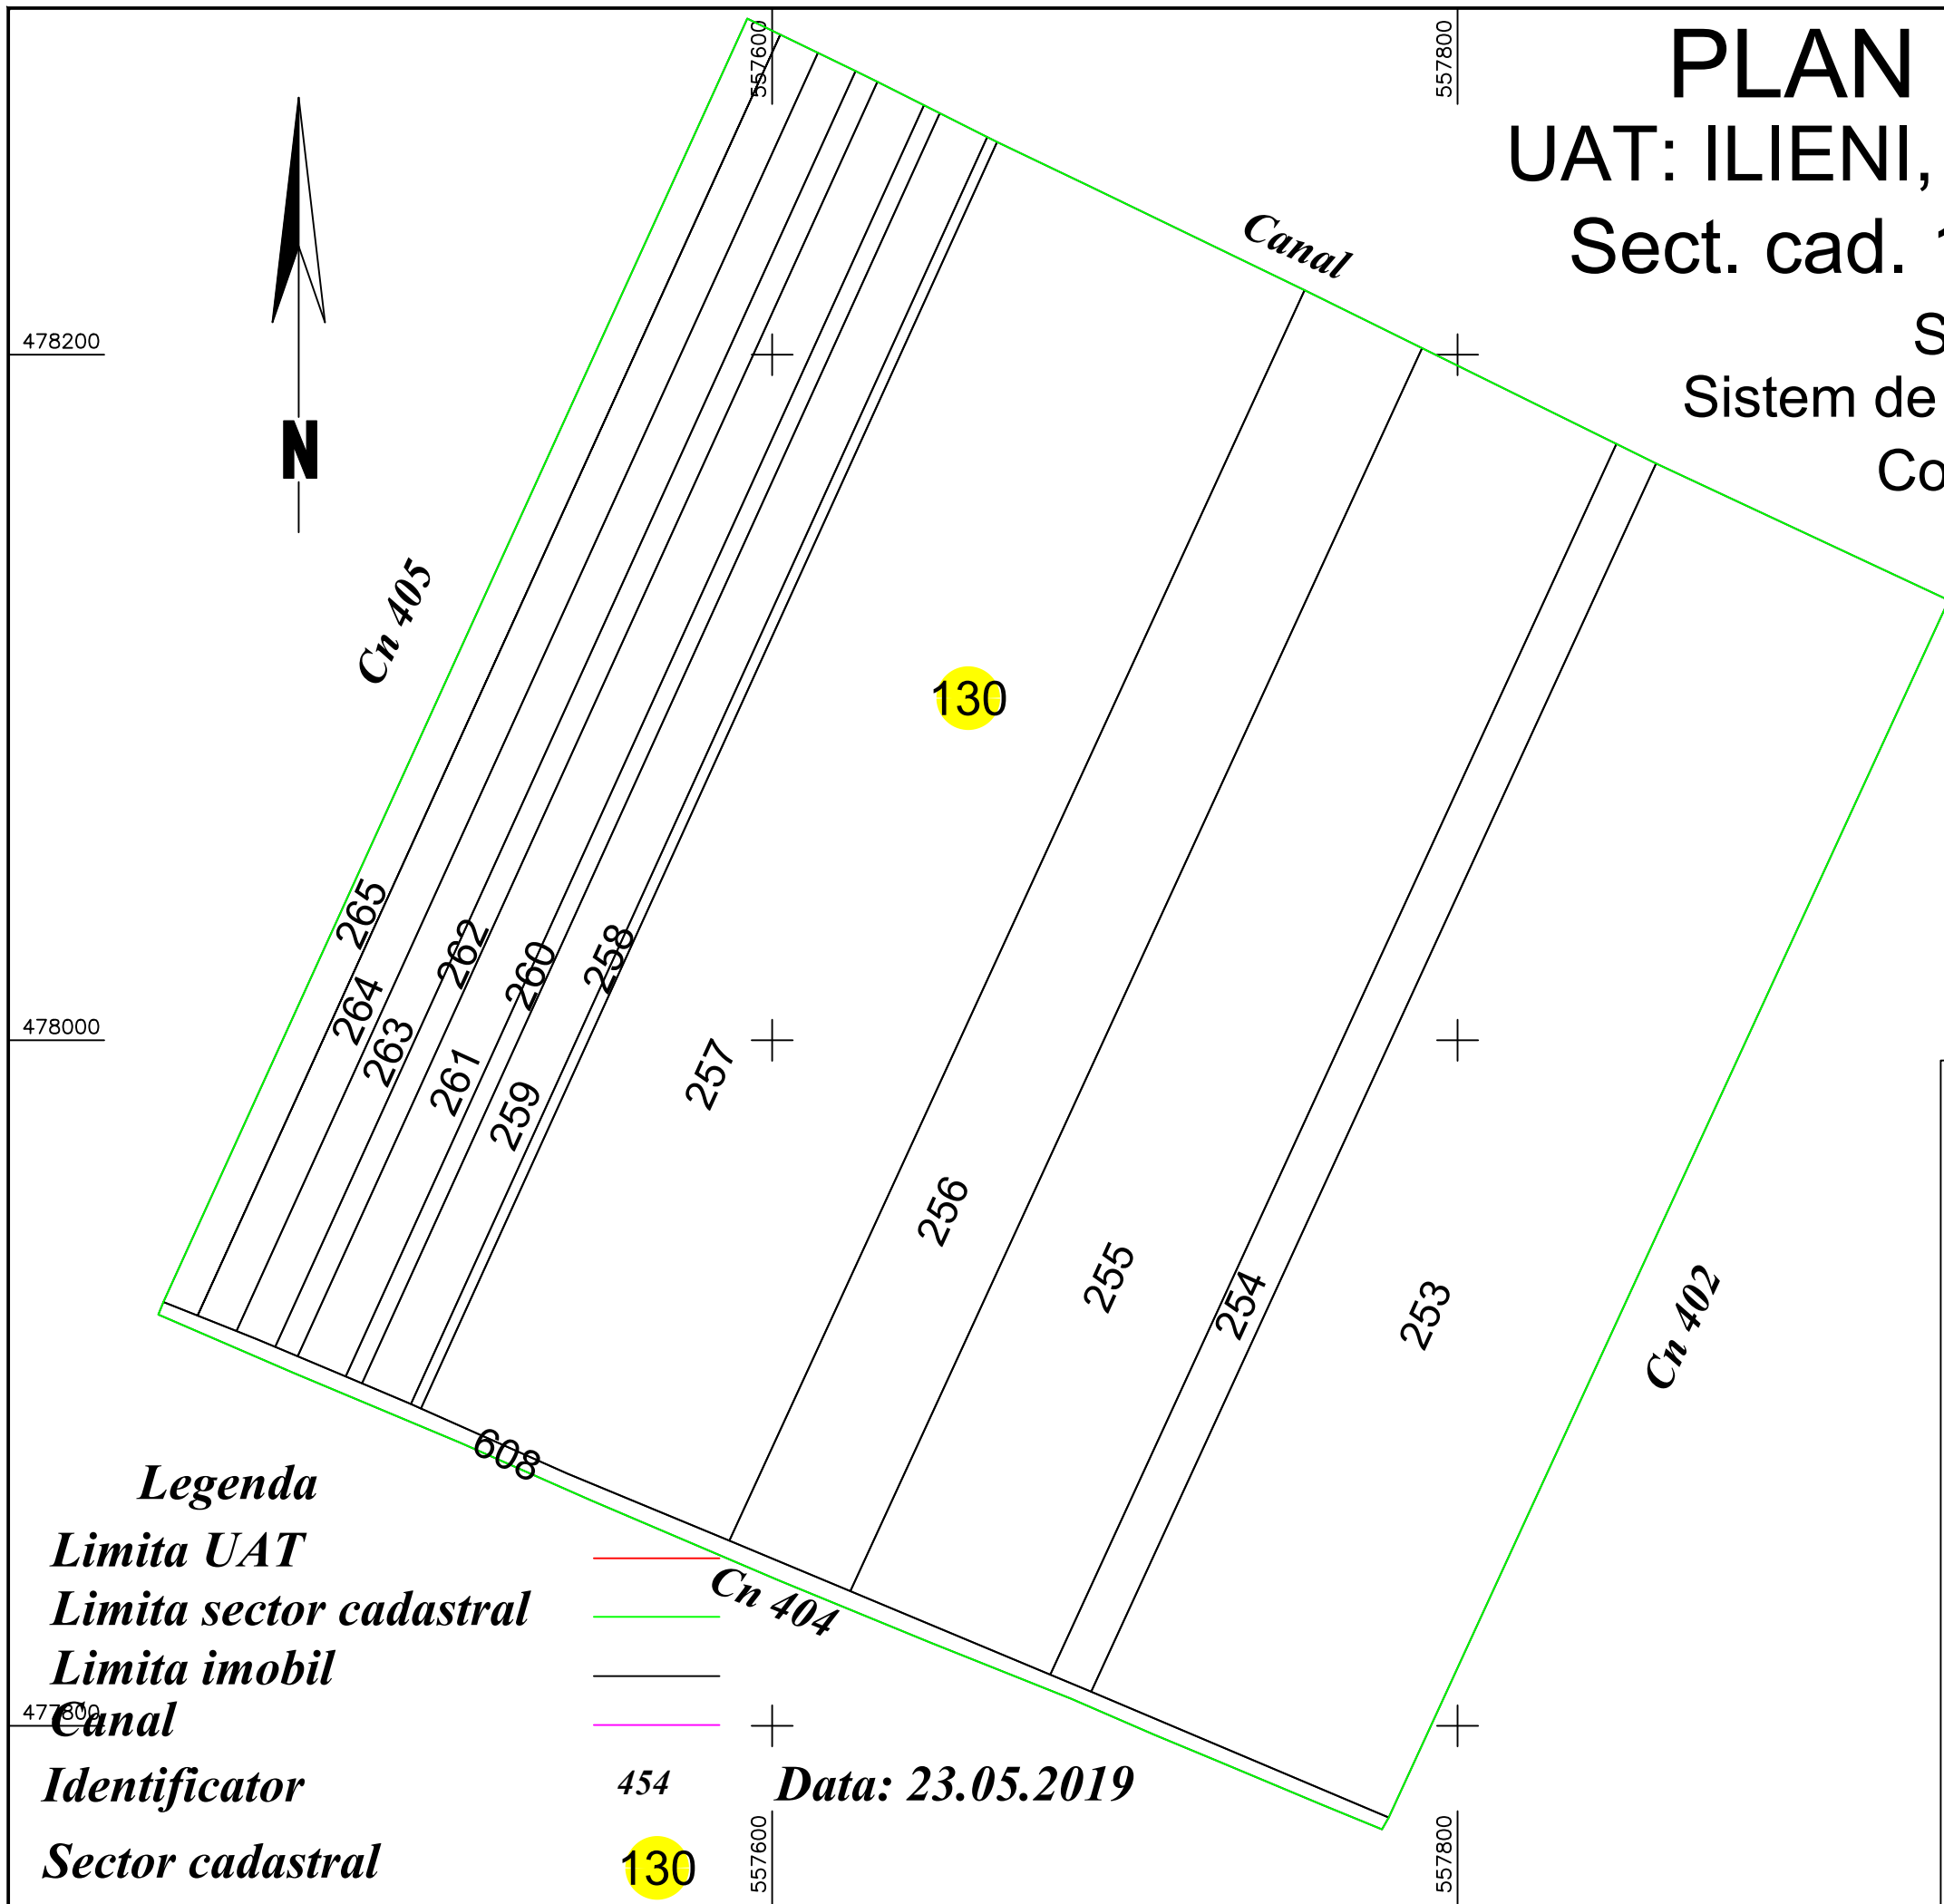 557600
557800
PLAN
UAT: ILIENI,
Sect. cad. 1
S
Sistem de
Co
Canal
478200
N
Cn 405
130
265
264
263
262
261
260
259
258
257
256
255
254
253
478000
Cn 402
608
Cn 404
Legenda
Limita UAT
Limita sector cadastral
Limita imobil
477800
Canal
Identificator 454
Data: 23.05.2019
Sector cadastral 130
557600
557800